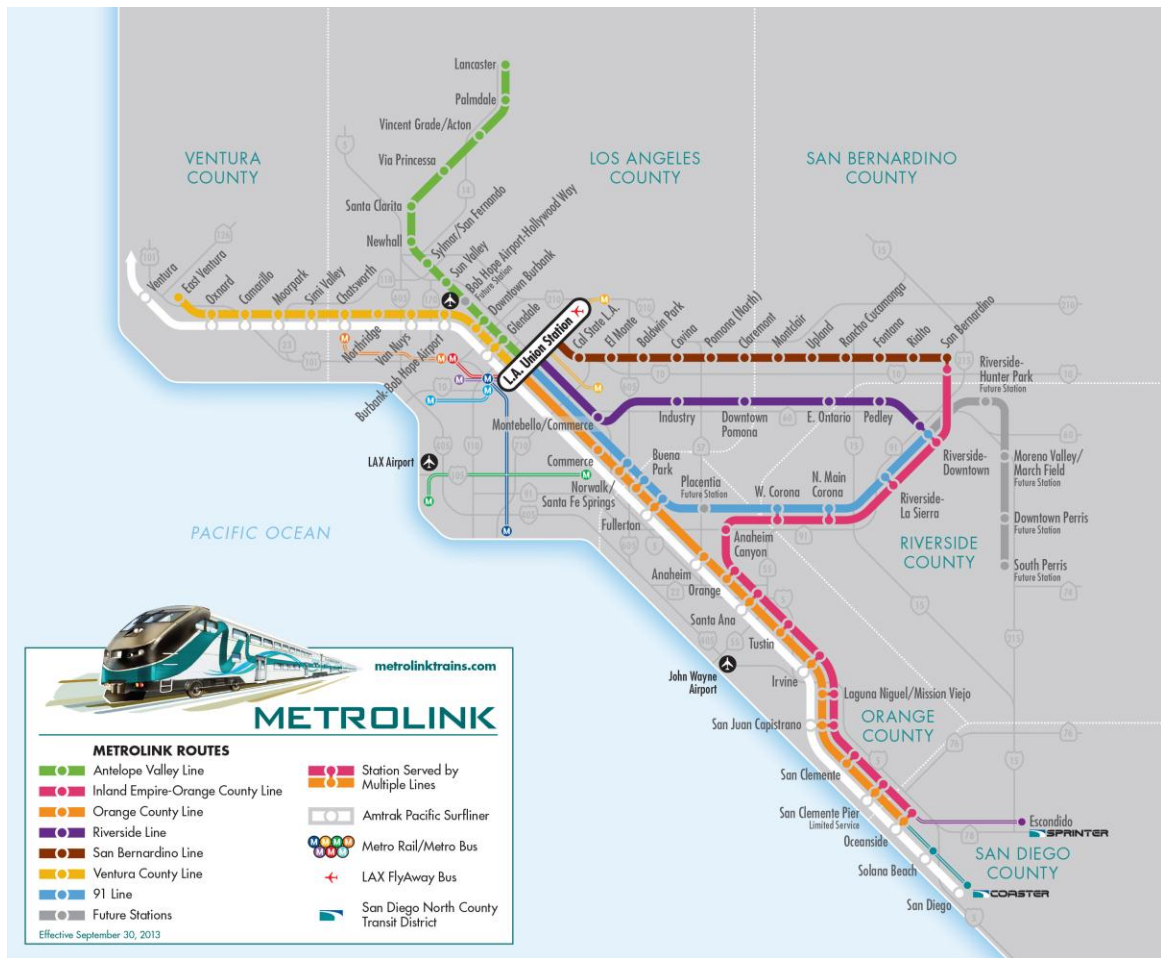 Lancaster
Palmdale
Vincent Grade/Acton
Via Princessa
Santa Clarita
Newhall
VENTURA
COUNTY
LOS ANGELES
COUNTY
SAN BERNARDINO
COUNTY
Sylmar/San Fernando
Sun Valley
Bob Hope Airport-Hollywood Way
Future Station
Downtown Burbank
Glendale
L.A. Union Station
Ventura
East Ventura
Oxnard
Camarillo
Moorpark
Simi Valley
Chatsworth
Northridge
Van Nuys
Burbank-Bob Hope Airport
Cal State L.A.
El Monte
Baldwin Park
Covina
Pomona (North)
Claremont
Montclair
Upland
Rancho Cucamonga
Fontana
Rialto
San Bernardino
Riverside-
Hunter Park
Future Station
Montebello/Commerce
Industry
Downtown
Pomona
E. Ontario
Pedley
Riverside-
Downtown
Moreno Valley/
March Field
Future Station
Downtown Perris
Future Station
South Perris
Future Station
LAX Airport
Commerce
Norwalk/
Santa Fe Springs
Buena
Park
Fullerton
Placentia
Future Station
W. Corona
N. Main
Corona
Riverside-
La Sierra
RIVERSIDE
COUNTY
PACIFIC OCEAN
Anaheim
Canyon
Anaheim
Orange
Santa Ana
Tustin
John Wayne
Airport
Irvine
Laguna Niguel/Mission Viejo
ORANGE
COUNTY
San Juan Capistrano
San Clemente
San Clemente Pier
Limited Service
Oceanside
Escondido
SPRINTER
SAN DIEGO
COUNTY
Solana Beach
San Diego
COASTER
metrolinktrains.com
METROLINK
METROLINK ROUTES
Antelope Valley Line
Inland Empire-Orange County Line
Orange County Line
Riverside Line
San Bernardino Line
Ventura County Line
91 Line
Future Stations
Effective September 30, 2013
Station Served by
Multiple Lines
Amtrak Pacific Surfliner
Metro Rail/Metro Bus
LAX FlyAway Bus
San Diego North County
Transit District